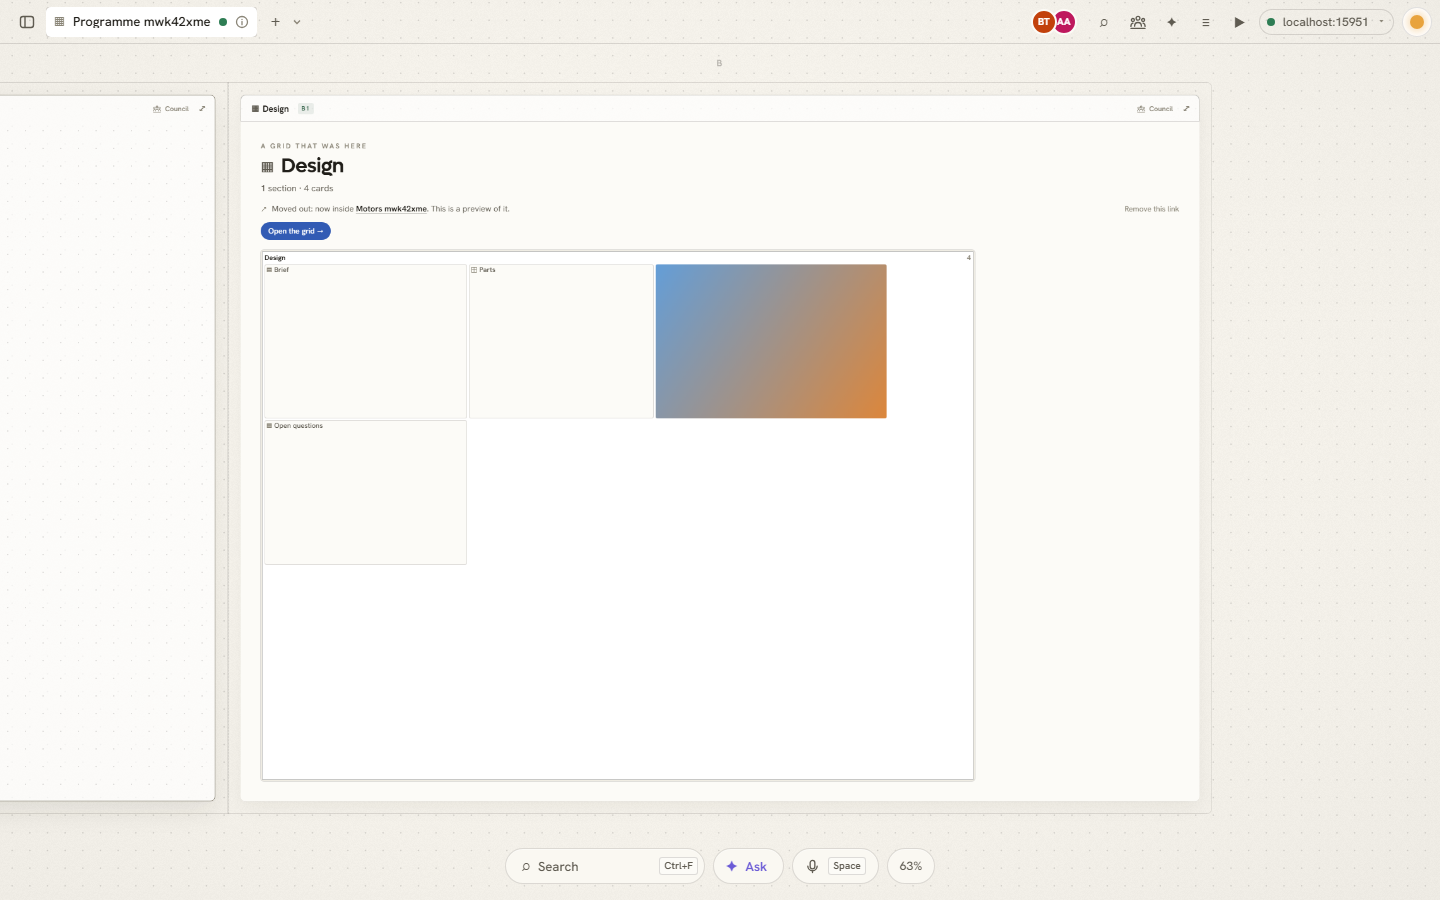 Programme mwk42xme
BT
AA
localhost:15951
B
Council
Design
B1
Council
A GRID THAT WAS HERE
Design
1 section · 4 cards
↗ Moved out: now inside Motors mwk42xme. This is a preview of it.
Remove this link
Open the grid →
Design
4
Brief
Parts
Open questions
Search
Ctrl+F
Ask
Space
63%